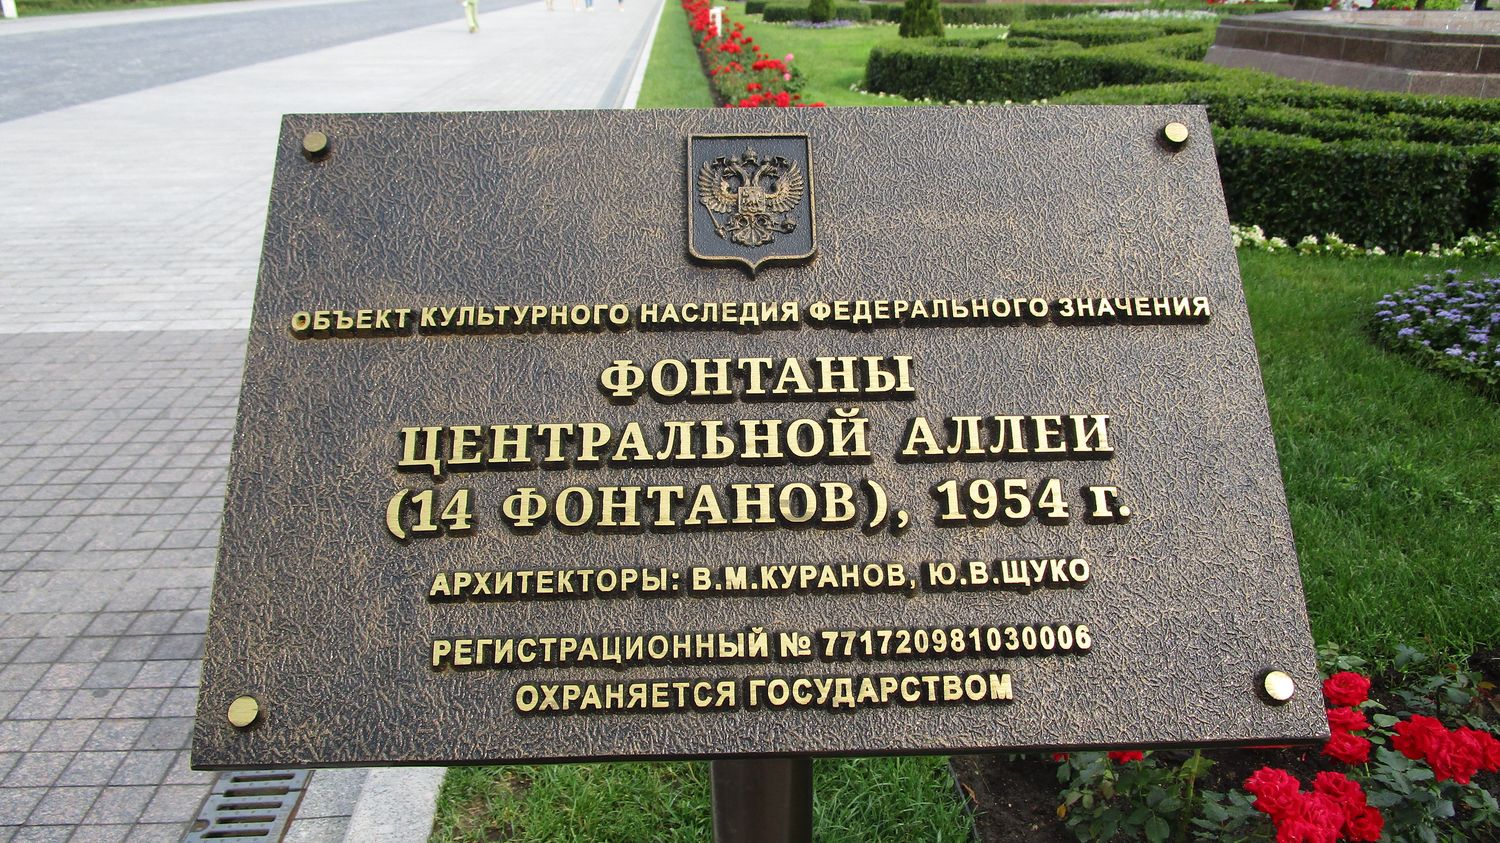 ОБЪЕКТ КУЛЬТУРНОГО НАСЛЕДИЯ ФЕДЕРАЛЬНОГО ЗНАЧЕНИЯ
ФОНТАНЫ
ЦЕНТРАЛЬНОЙ АЛЛЕИ
(14 ФОНТАНОВ), 1954 г.
АРХИТЕКТОРЫ: В.М.КУРАНОВ, Ю.В.ЩУКО
РЕГИСТРАЦИОННЫЙ № 771720981030006
ОХРАНЯЕТСЯ ГОСУДАРСТВОМ